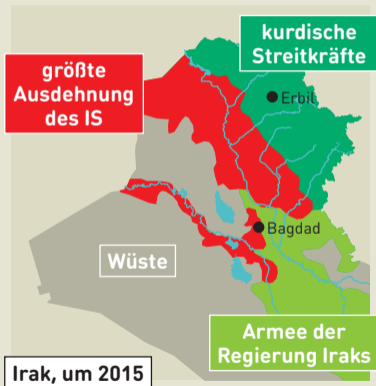 kurdische
Streitkräfte
größte
Ausdehnung
des IS
Erbil
Bagdad
Wüste
Armee der
Regierung Iraks
Irak, um 2015